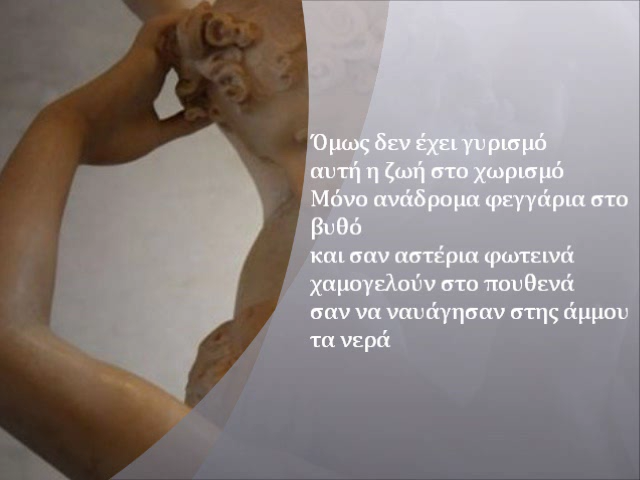 Όμως δεν έχει γυρισμό
αυτή η ζωή στο χωρισμό
Μόνο ανάδρομα φεγγάρια στο
βυθό
και σαν αστέρια φωτεινά
χαμογελούν στο πουθενά
σαν να ναυάγησαν στης άμμου
τα νερά